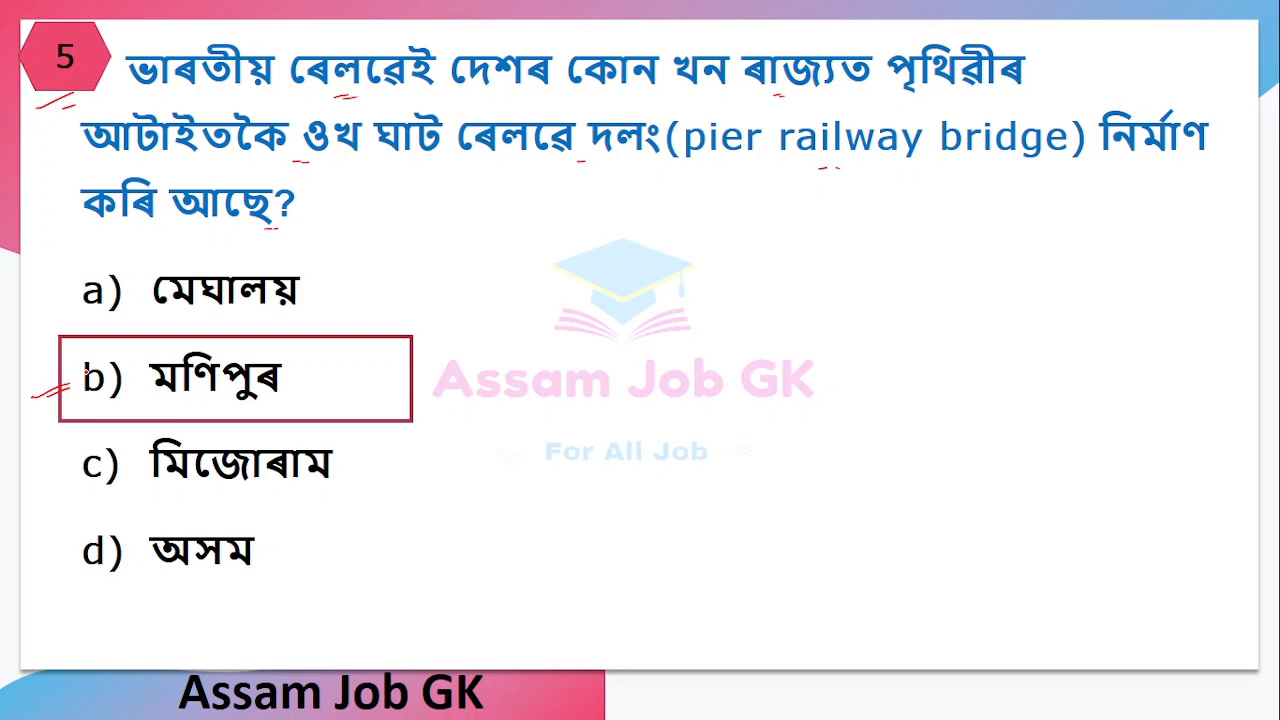 5
ভাৰতীয় ৰেলৱেই দেশৰ কোন খন ৰাজ্যত পৃথিৱীৰ
আটাইতকৈ ওখ ঘাট ৰেলৱে দলং(pier railway bridge) নিৰ্মাণ
কৰি আছে?
a) মেঘালয়
b) মণিপুৰ
c) মিজোৰাম
d) অসম
Assam Job GK
For All Job
Assam Job GK